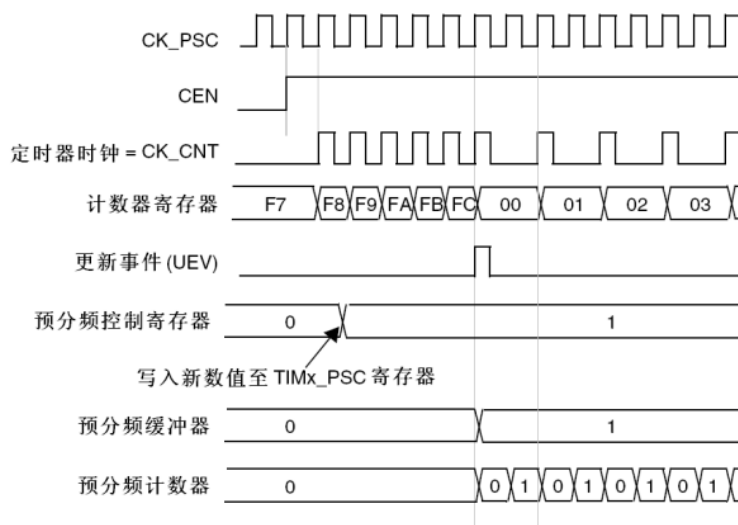 CK_PSC
CEN
定时器时钟 = CK_CNT
计数器寄存器 F7 F8 F9 FA FB FC 00 01 02 03
更新事件(UEV)
预分频控制寄存器 0 1
写入新数值至 TIMx_PSC 寄存器
预分频缓冲器 0 1
预分频计数器 0 0 1 0 1 0 1 0 1